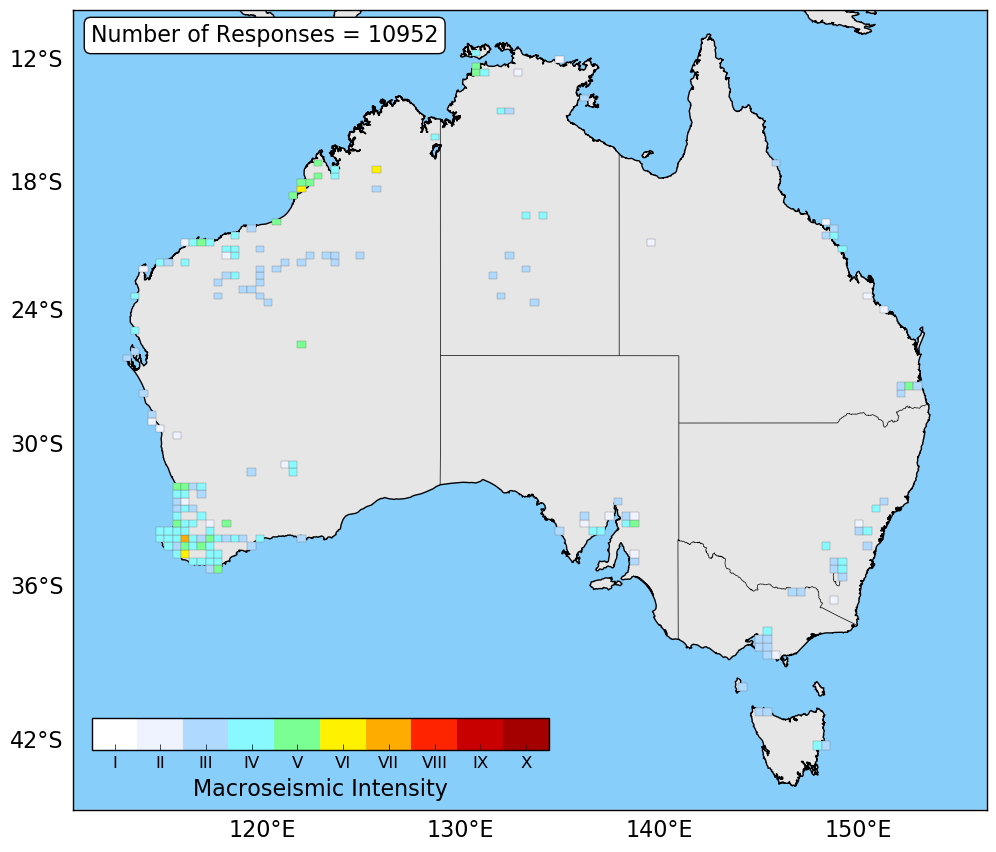 Number of Responses = 10952
12°S
18°S
24°S
30°S
36°S
42°S
I II III IV V VI VII VIII IX X
Macroseismic Intensity
120°E 130°E 140°E 150°E